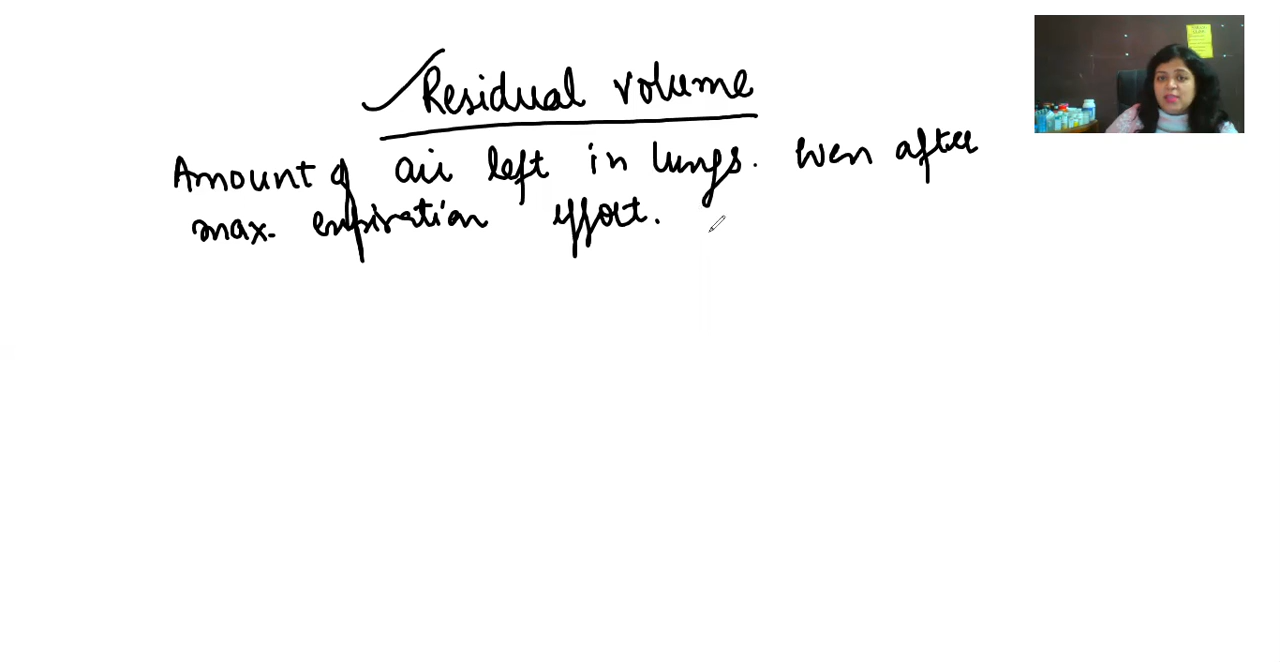 Residual volume
Amount of air left in lungs. Even after
max. expiration effort.